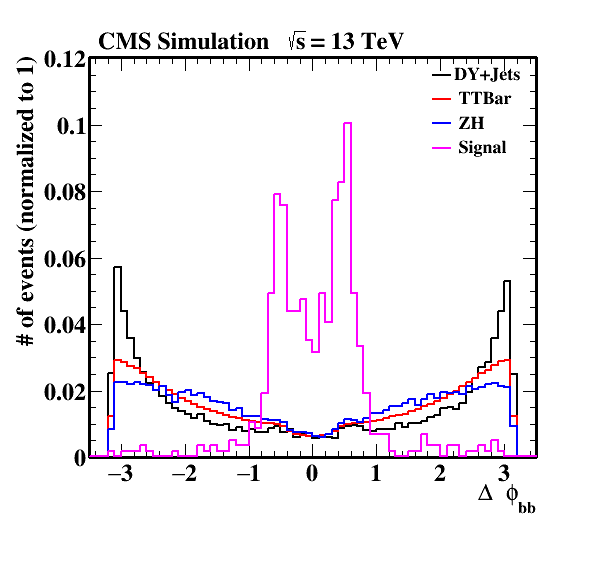 CMS Simulation √s = 13 TeV
# of events (normalized to 1)
0.12
0.1
0.08
0.06
0.04
0.02
0
DY+Jets
TTBar
ZH
Signal
−3 −2 −1 0 1 2 3
Δ ϕbb